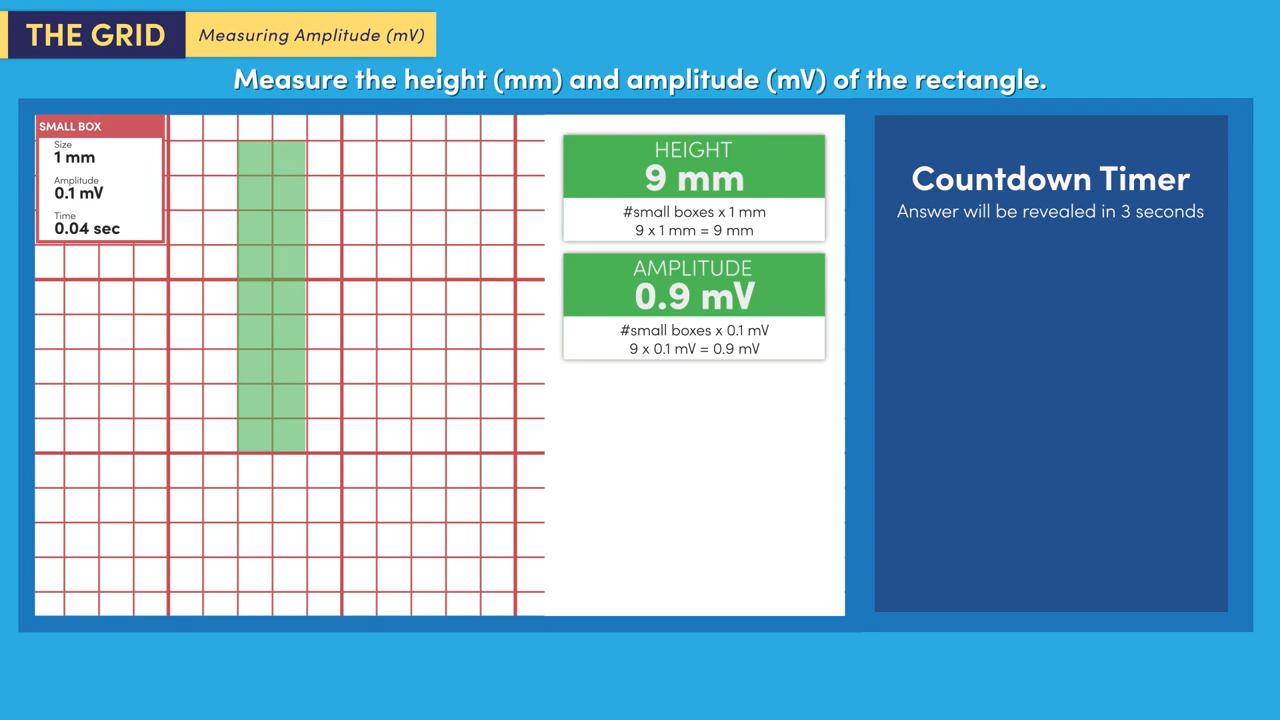 THE GRID
Measuring Amplitude (mV)
Measure the height (mm) and amplitude (mV) of the rectangle.
SMALL BOX
Size
1 mm
Amplitude
0.1 mV
Time
0.04 sec
HEIGHT
9 mm
#small boxes x 1 mm
9 x 1 mm = 9 mm
AMPLITUDE
0.9 mV
#small boxes x 0.1 mV
9 x 0.1 mV = 0.9 mV
Countdown Timer
Answer will be revealed in 3 seconds